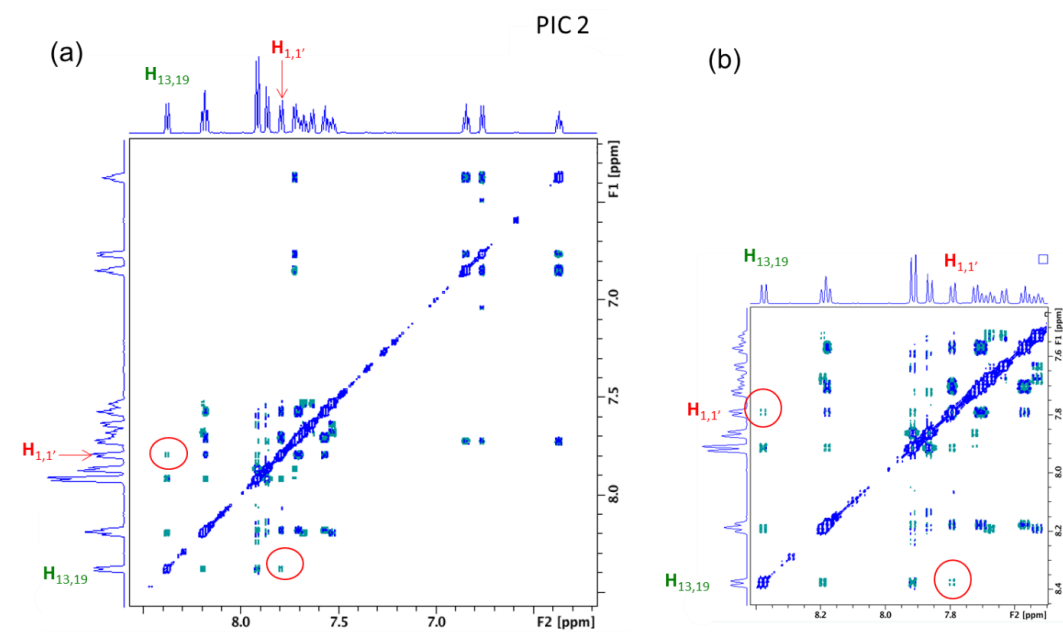 PIC 2
(a)
H1,1’
H13,19
F1 [ppm]
7.0
7.5
8.0
H1,1’
H13,19
8.0
7.5
7.0
F2 [ppm]
(b)
H13,19
H1,1’
F1 [ppm]
7.6
7.8
8.0
8.2
8.4
H1,1’
H13,19
8.2
8.0
7.8
F2 [ppm]